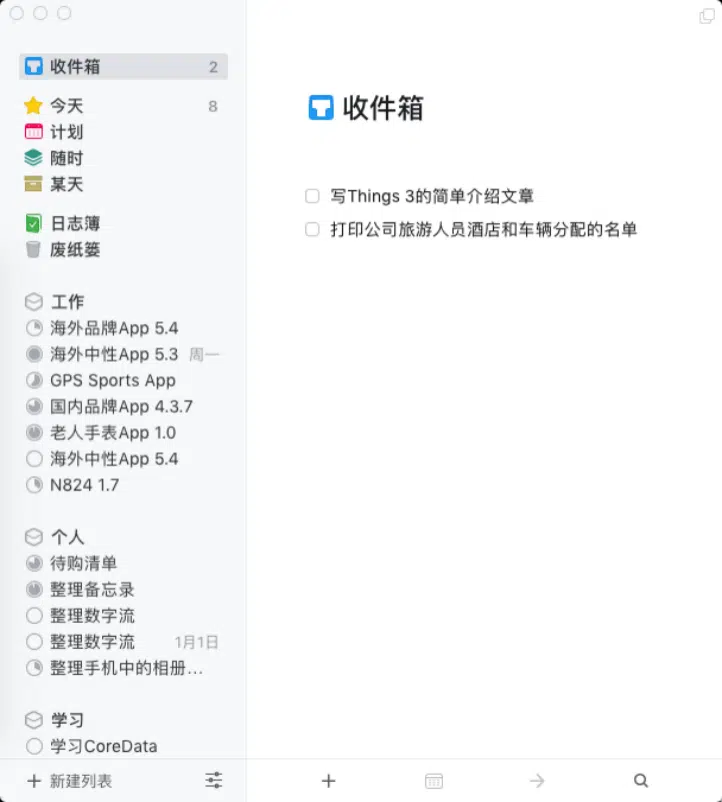 收件箱 2
今天 8
计划
随时
某天
日志簿
废纸篓
工作
海外品牌App 5.4
海外中性App 5.3 周一
GPS Sports App
国内品牌App 4.3.7
老人手表App 1.0
海外中性App 5.4
N824 1.7
个人
待购清单
整理备忘录
整理数字流
整理数字流 1月1日
整理手机中的相册...
学习
学习CoreData
新建列表
收件箱
写Things 3的简单介绍文章
打印公司旅游人员酒店和车辆分配的名单